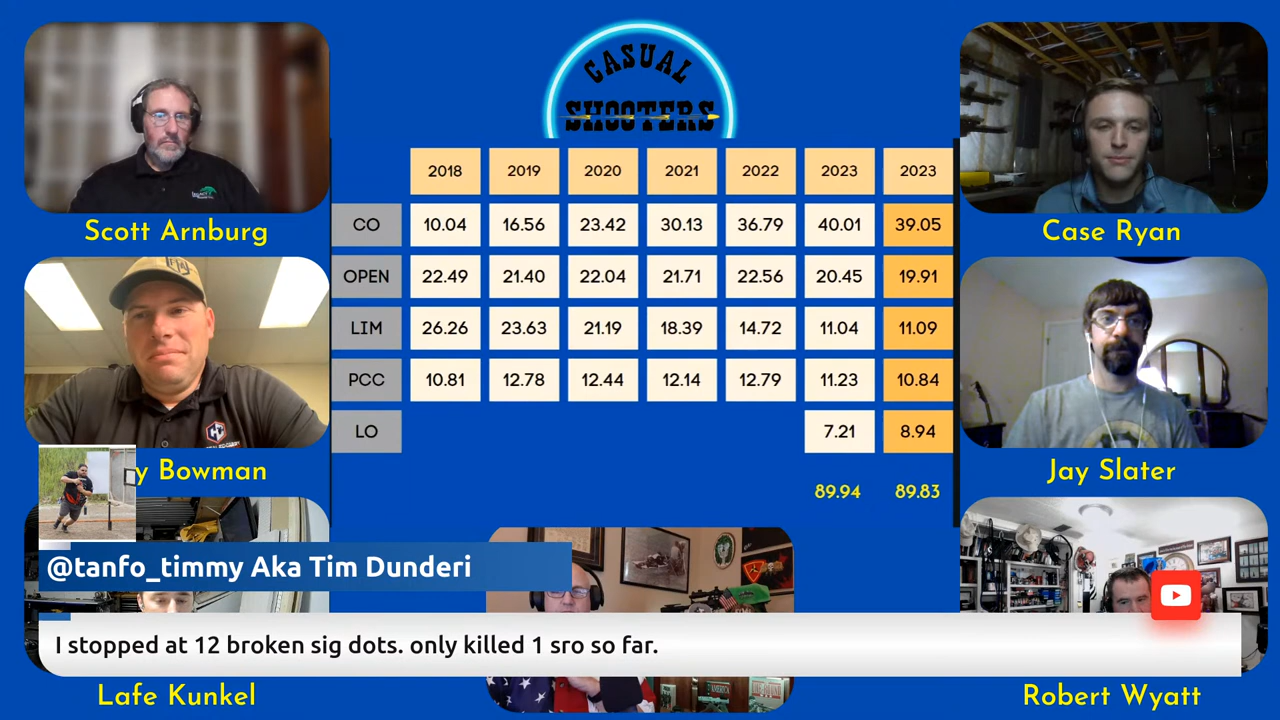 CASUAL
SHOOTERS
2018 2019 2020 2021 2022 2023 2023
CO 10.04 16.56 23.42 30.13 36.79 40.01 39.05
OPEN 22.49 21.40 22.04 21.71 22.56 20.45 19.91
LIM 26.26 23.63 21.19 18.39 14.72 11.04 11.09
PCC 10.81 12.78 12.44 12.14 12.79 11.23 10.84
LO 7.21 8.94
89.94 89.83
Scott Arnburg
Case Ryan
y Bowman
Jay Slater
@tanfo_timmy Aka Tim Dunderi
I stopped at 12 broken sig dots. only killed 1 sro so far.
Lafe Kunkel
Robert Wyatt